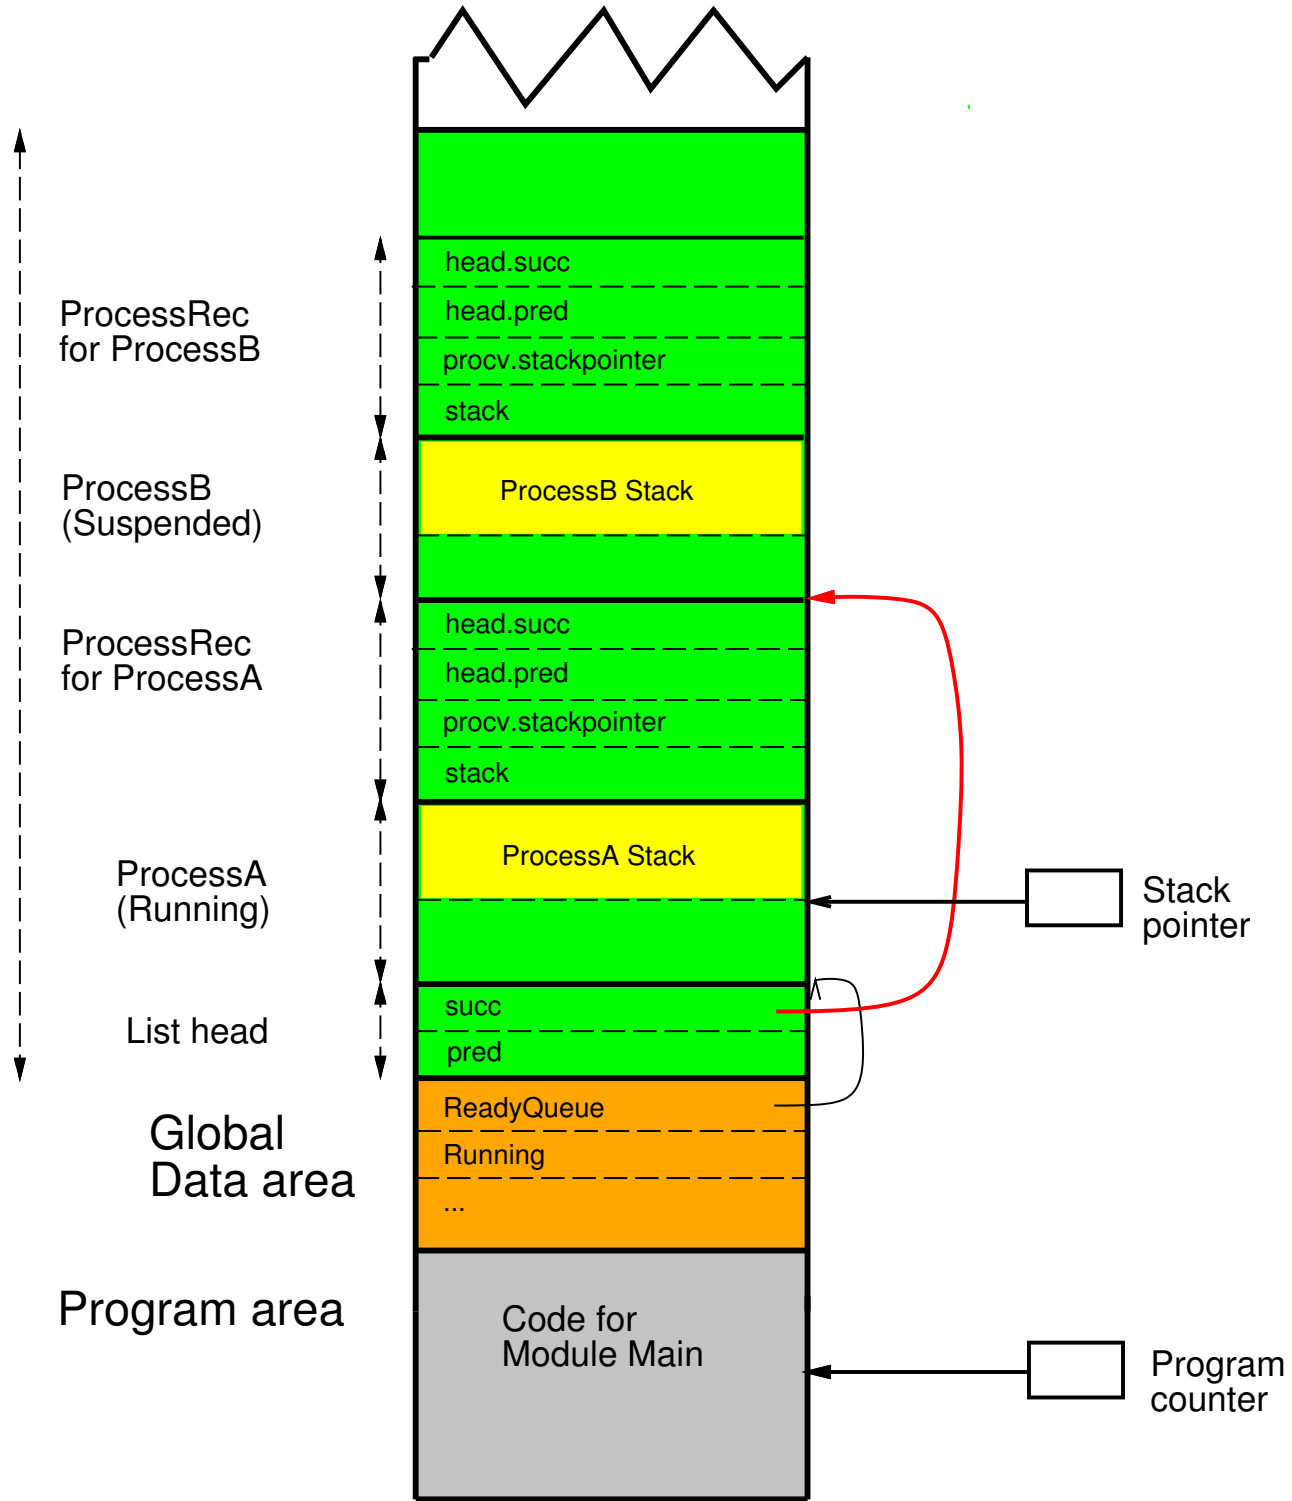 head.succ
ProcessRec
for ProcessB
head.pred
procv.stackpointer
stack
ProcessB
(Suspended)
ProcessB Stack
head.succ
ProcessRec
for ProcessA
head.pred
procv.stackpointer
stack
ProcessA Stack
ProcessA
(Running)
Stack
pointer
succ
List head
pred
ReadyQueue
Global
Data area
Running
...
Program area
Code for
Module Main
Program
counter